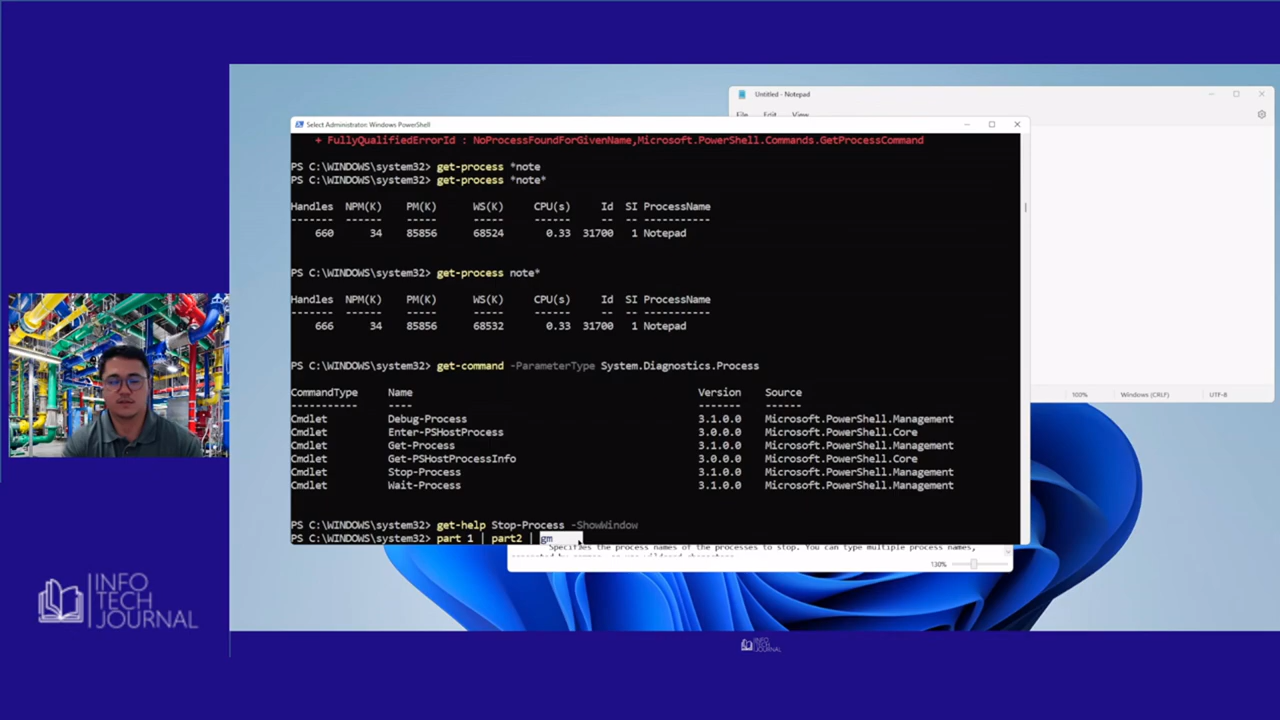 Untitled - Notepad
File Edit View
Select Administrator: Windows PowerShell
+ FullyQualifiedErrorId : NoProcessFoundForGivenName,Microsoft.PowerShell.Commands.GetProcessCommand
PS C:\WINDOWS\system32> get-process *note
PS C:\WINDOWS\system32> get-process *note*
Handles NPM(K) PM(K) WS(K) CPU(s) Id SI ProcessName
------- ------ ----- ----- ------ -- -- -----------
660 34 85856 68524 0.33 31700 1 Notepad
PS C:\WINDOWS\system32> get-process note*
Handles NPM(K) PM(K) WS(K) CPU(s) Id SI ProcessName
------- ------ ----- ----- ------ -- -- -----------
666 34 85856 68532 0.33 31700 1 Notepad
PS C:\WINDOWS\system32> get-command -ParameterType System.Diagnostics.Process
CommandType Name Version Source
----------- ---- ------- ------
Cmdlet Debug-Process 3.1.0.0 Microsoft.PowerShell.Management
Cmdlet Enter-PSHostProcess 3.0.0.0 Microsoft.PowerShell.Core
Cmdlet Get-Process 3.1.0.0 Microsoft.PowerShell.Management
Cmdlet Get-PSHostProcessInfo 3.0.0.0 Microsoft.PowerShell.Core
Cmdlet Stop-Process 3.1.0.0 Microsoft.PowerShell.Management
Cmdlet Wait-Process 3.1.0.0 Microsoft.PowerShell.Management
PS C:\WINDOWS\system32> get-help Stop-Process -ShowWindow
PS C:\WINDOWS\system32> part 1 | part2 | gm
100% Windows (CRLF) UTF-8
Specifies the process names of the processes to stop. You can type multiple process names,
130%
INFO
TECH
JOURNAL
INFO
TECH
JOURNAL